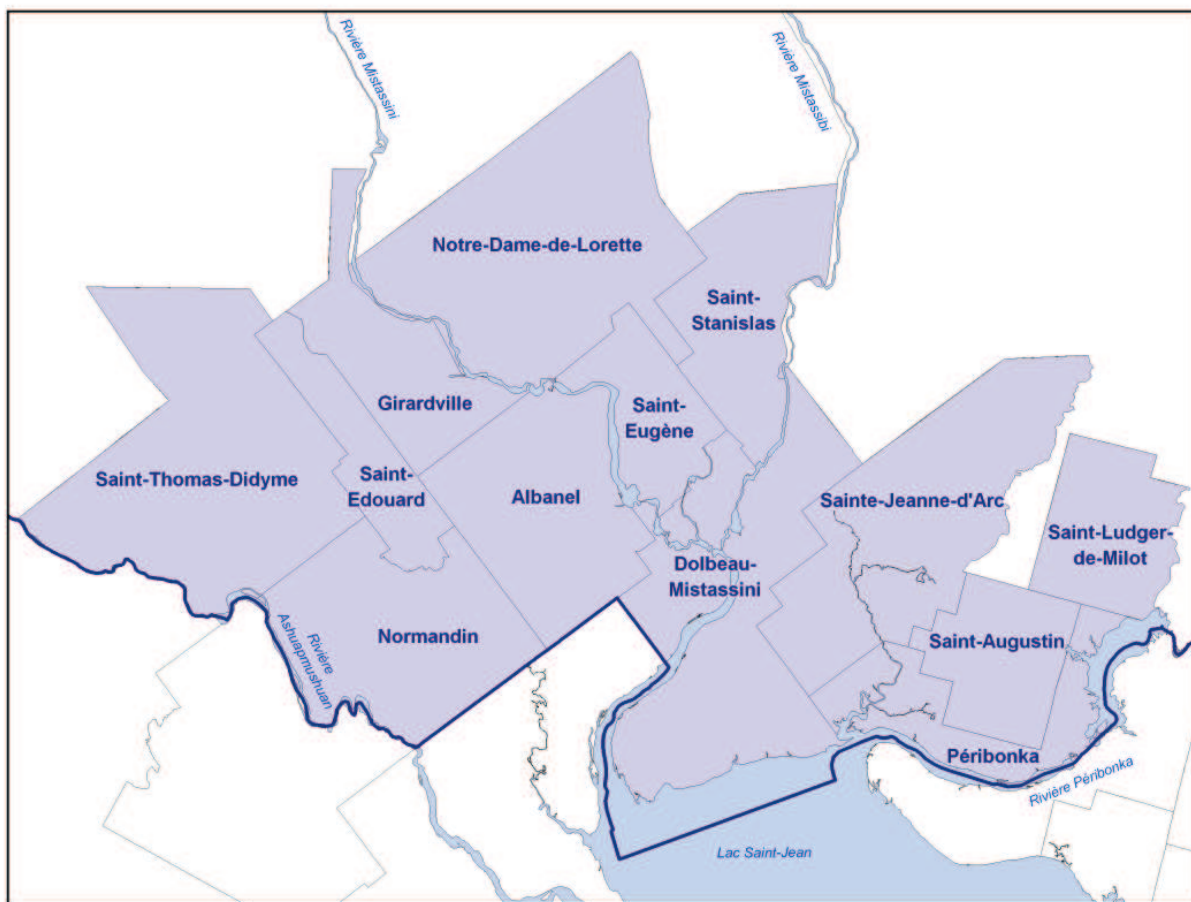 Rivière Mistassini
Rivière Mistassibi
Notre-Dame-de-Lorette
Saint-
Stanislas
Girardville
Saint-
Eugène
Saint-Thomas-Didyme
Saint-
Edouard
Albanel
Sainte-Jeanne-d'Arc
Saint-Ludger-
de-Milot
Dolbeau-
Mistassini
Normandin
Saint-Augustin
Rivière
Ashuapmushuan
Péribonka
Rivière Péribonka
Lac Saint-Jean